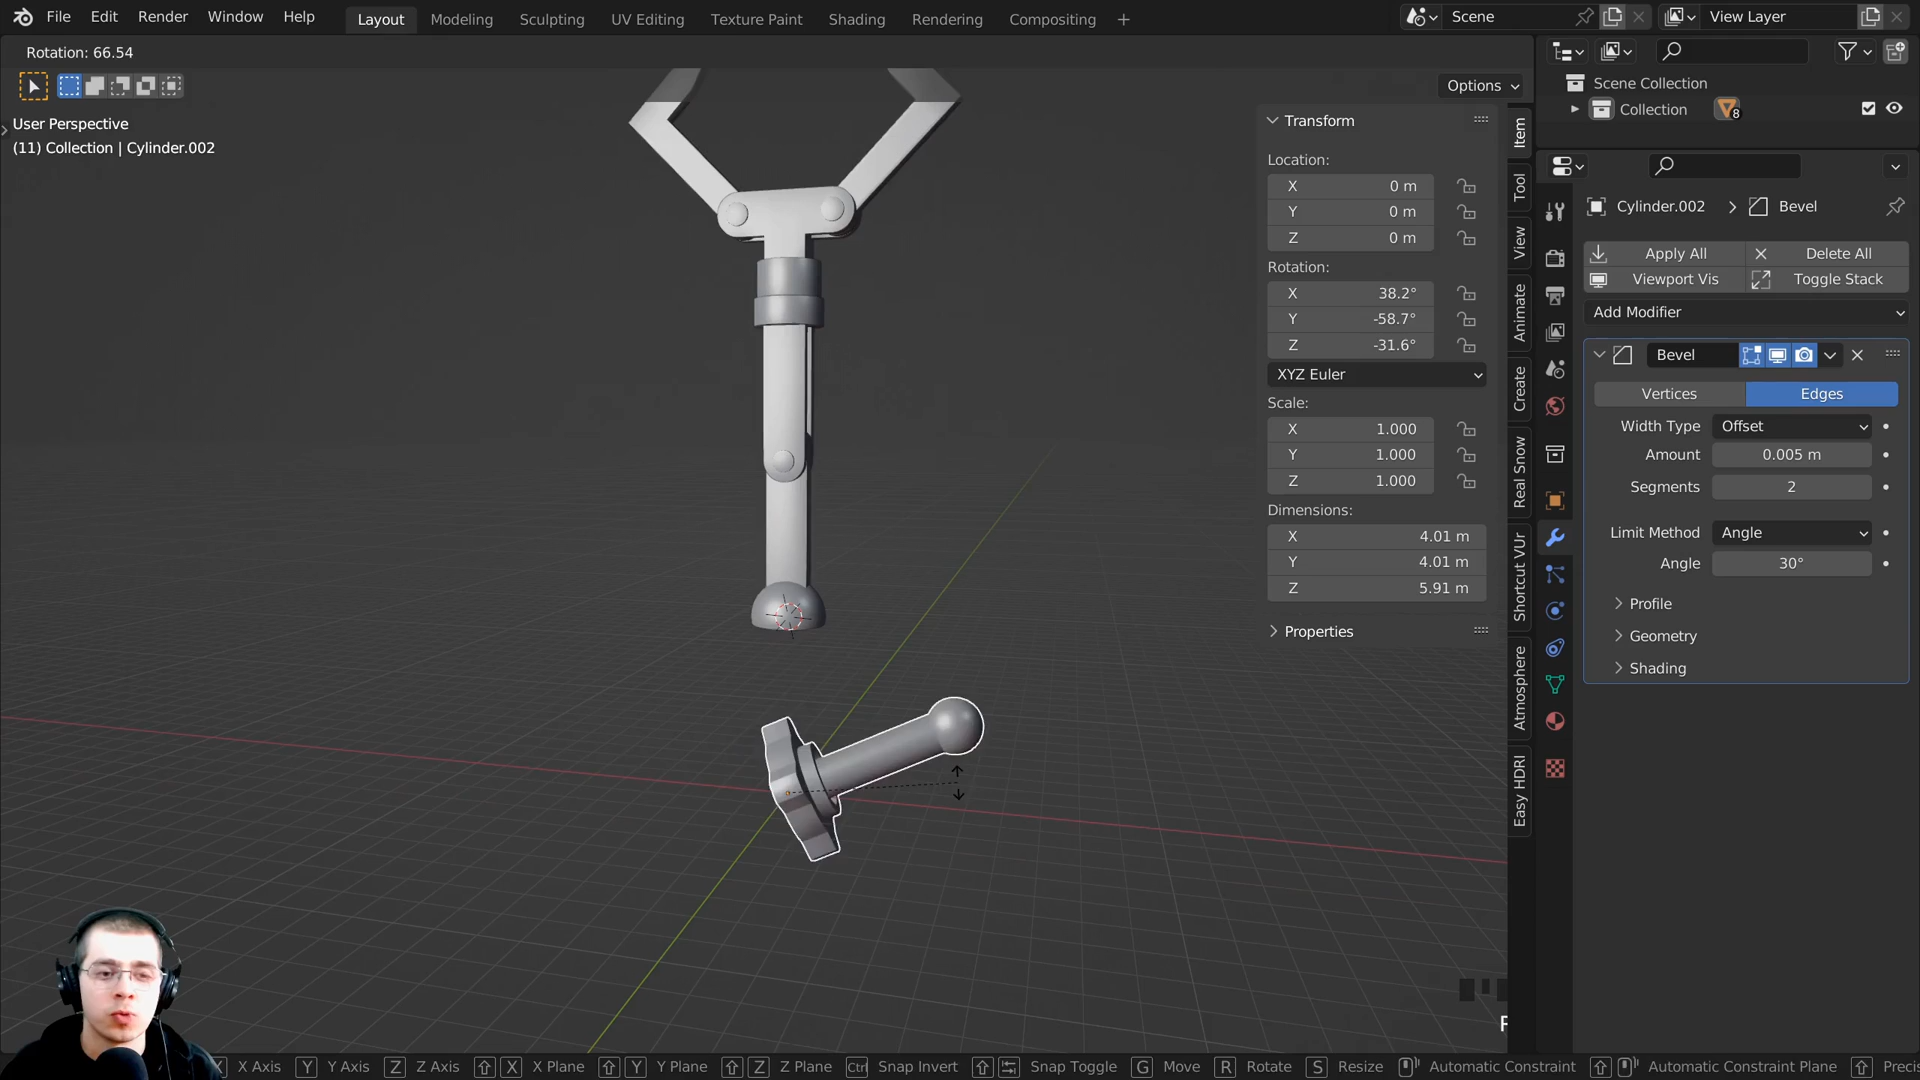 File Edit Render Window Help Layout Modeling Sculpting UV Editing Texture Paint Shading Rendering Compositing + Scene View Layer
Rotation: 66.54
Options
User Perspective
(11) Collection | Cylinder.002
Transform
Location:
X 0 m
Y 0 m
Z 0 m
Rotation:
X 38.2°
Y -58.7°
Z -31.6°
XYZ Euler
Scale:
X 1.000
Y 1.000
Z 1.000
Dimensions:
X 4.01 m
Y 4.01 m
Z 5.91 m
Properties
Item
Tool
View
Animate
Create
Real Snow
Shortcut VUr
Atmosphere
Easy HDRI
Scene Collection
Collection 8
Cylinder.002 > Bevel
Apply All Delete All
Viewport Vis Toggle Stack
Add Modifier
Bevel
Vertices Edges
Width Type Offset
Amount 0.005 m
Segments 2
Limit Method Angle
Angle 30°
Profile
Geometry
Shading
X X Axis Y Y Axis Z Z Axis X X Plane Y Y Plane Z Z Plane Ctrl Snap Invert Snap Toggle G Move R Rotate S Resize Automatic Constraint Automatic Constraint Plane